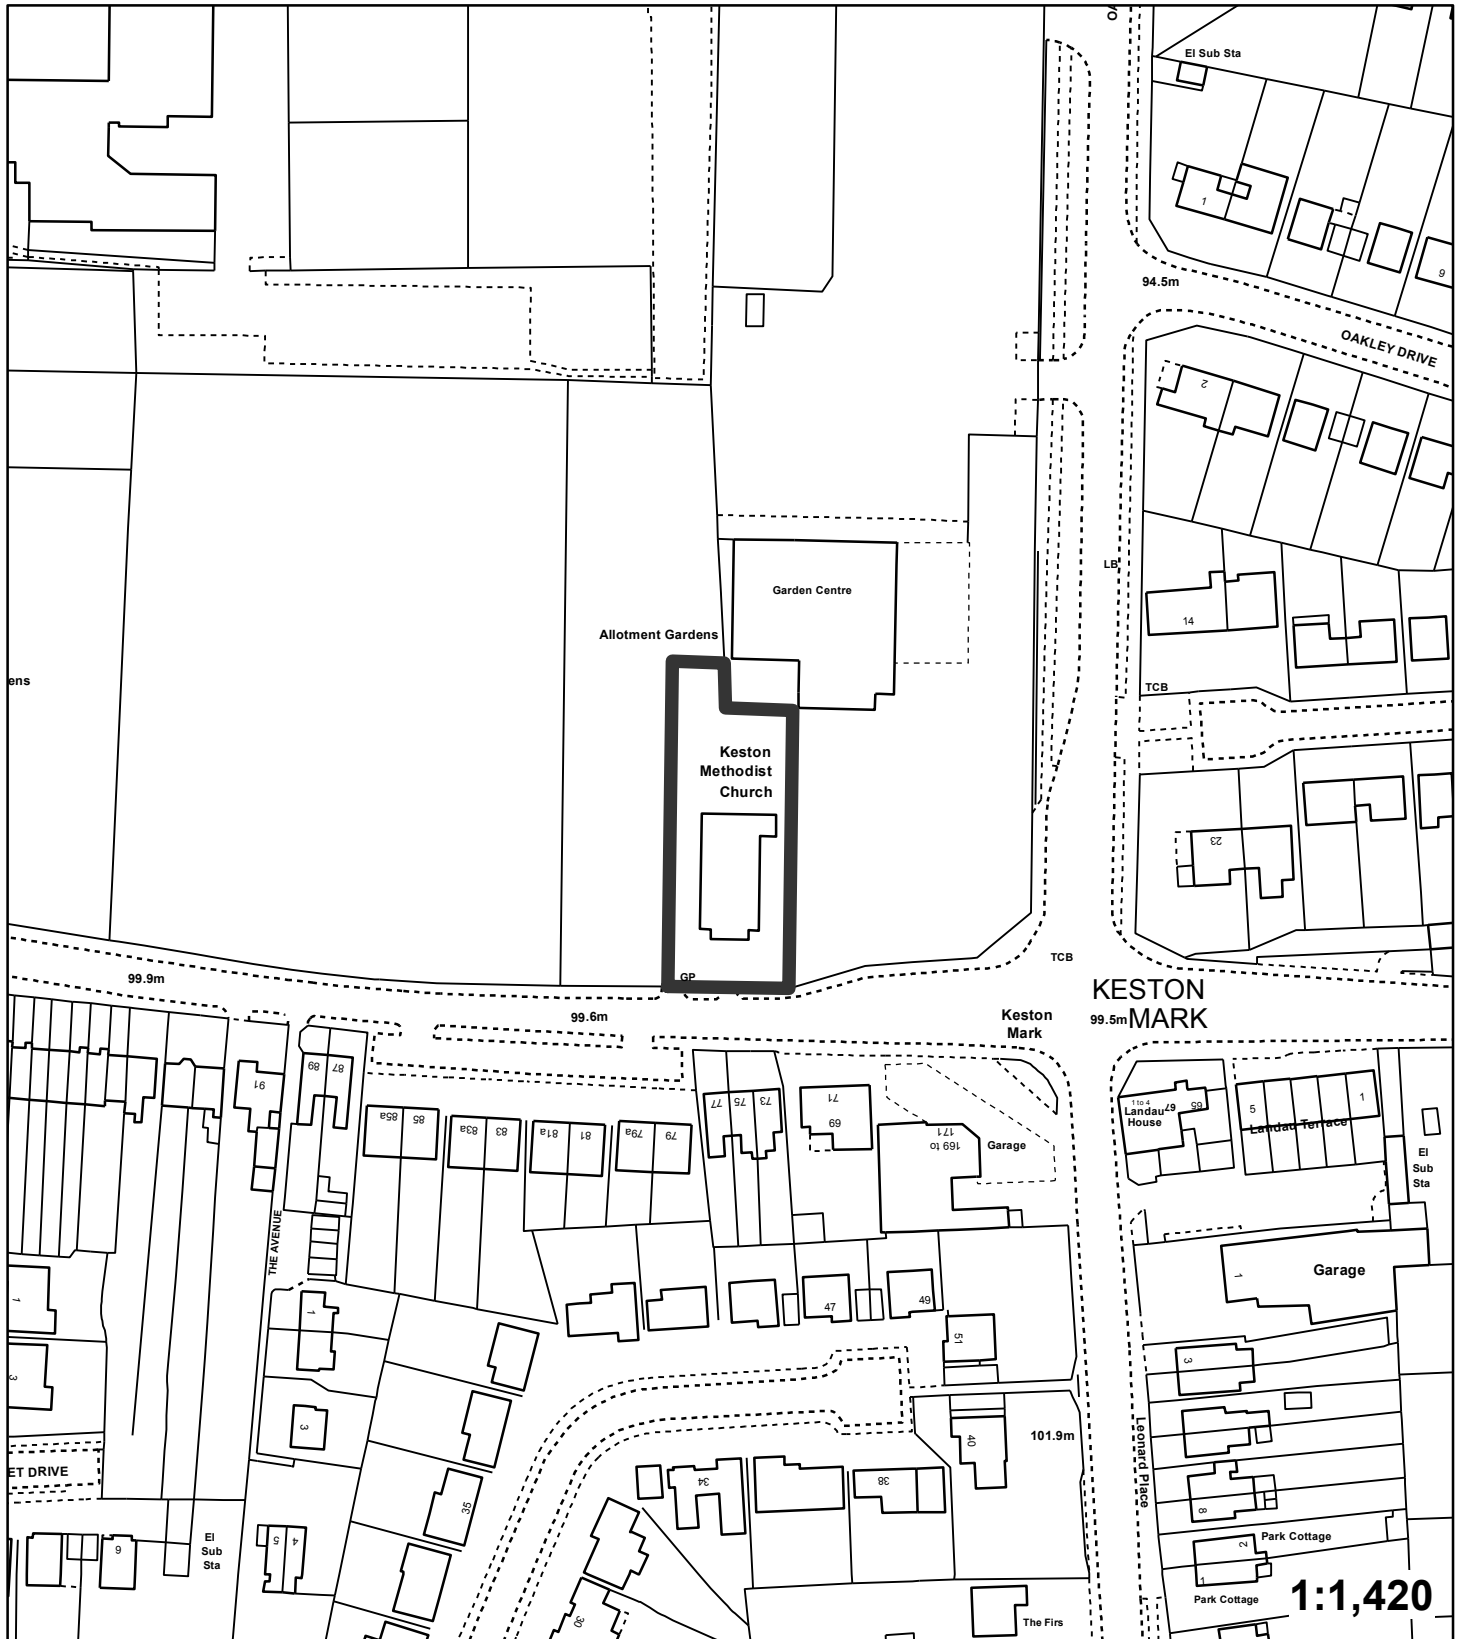 OA
El Sub Sta
1
9
94.5m
OAKLEY DRIVE
2
Garden Centre
LB
Allotment Gardens
14
ens
TCB
Keston
Methodist
Church
23
GP
TCB
99.9m
KESTON
MARK
99.6m
Keston
Mark
99.5m
91
89
87
85a
85
83a
83
81a
81
79a
79
77
75
73
71
69
169 to
171
Garage
1 to 4
Landau
House
67
65
5
Landau Terrace
1
El
Sub
Sta
THE AVENUE
1
1
47
49
51
1
Garage
3
3
3
40
101.9m
Leonard Place
ET DRIVE
35
34
38
8
El
Sub
Sta
5
4
9
Park Cottage
2
1
Park Cottage
30
The Firs
1:1,420